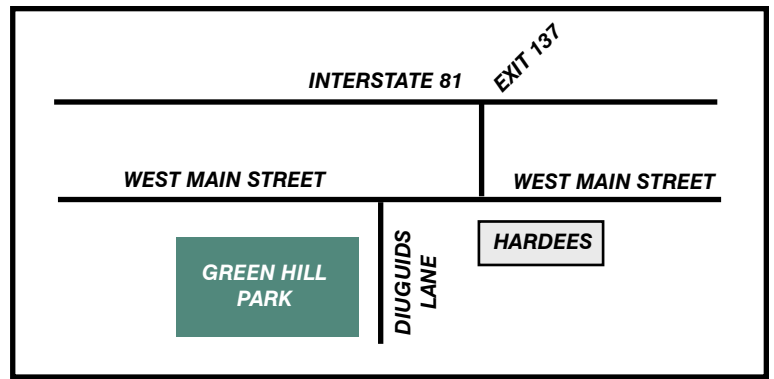 INTERSTATE 81
EXIT 137
WEST MAIN STREET
WEST MAIN STREET
HARDEES
GREEN HILL
PARK
DIUGUIDS
LANE